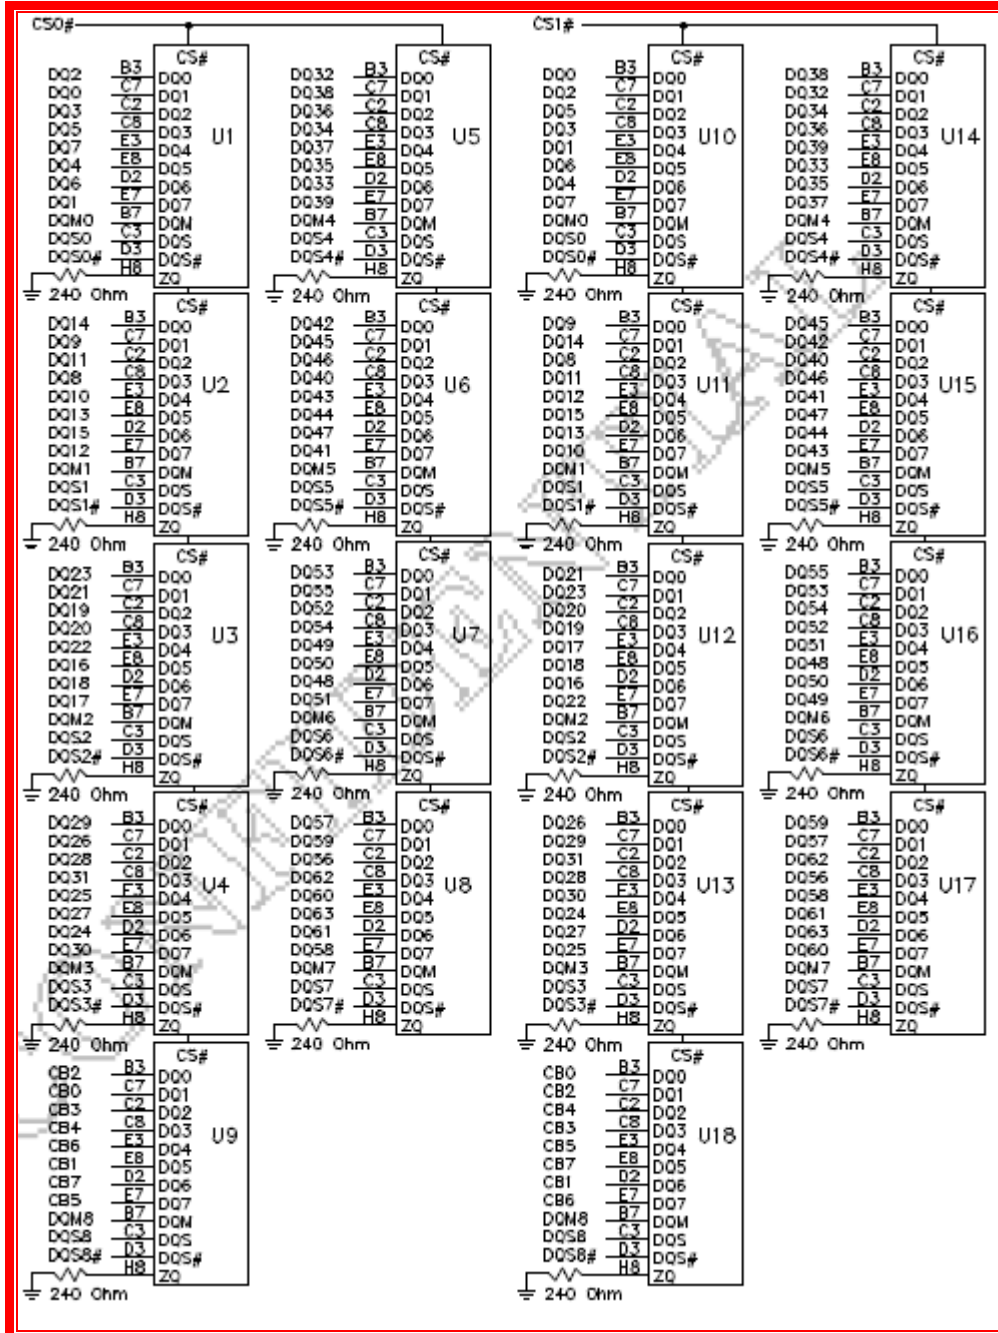 CS0#
CS1#
CS#
DQ2 B3 DQ0
DQ0 C7 DQ1
DQ3 C2 DQ2
DQ5 C8 DQ3
DQ7 E3 DQ4
DQ4 E8 DQ5
DQ6 D2 DQ6
DQ1 E7 DQ7
DQM0 B7 DQM
DQS0 C3 DQS
DQS0# D3 DQS#
H8 ZQ
U1
240 Ohm
CS#
DQ32 B3 DQ0
DQ38 C7 DQ1
DQ36 C2 DQ2
DQ34 C8 DQ3
DQ37 E3 DQ4
DQ35 E8 DQ5
DQ33 D2 DQ6
DQ39 E7 DQ7
DQM4 B7 DQM
DQS4 C3 DQS
DQS4# D3 DQS#
H8 ZQ
U5
240 Ohm
CS#
DQ0 B3 DQ0
DQ2 C7 DQ1
DQ5 C2 DQ2
DQ3 C8 DQ3
DQ1 E3 DQ4
DQ6 E8 DQ5
DQ4 D2 DQ6
DQ7 E7 DQ7
DQM0 B7 DQM
DQS0 C3 DQS
DQS0# D3 DQS#
H8 ZQ
U10
240 Ohm
CS#
DQ38 B3 DQ0
DQ32 C7 DQ1
DQ34 C2 DQ2
DQ36 C8 DQ3
DQ39 E3 DQ4
DQ33 E8 DQ5
DQ35 D2 DQ6
DQ37 E7 DQ7
DQM4 B7 DQM
DQS4 C3 DQS
DQS4# D3 DQS#
H8 ZQ
U14
240 Ohm
CS#
DQ14 B3 DQ0
DQ9 C7 DQ1
DQ11 C2 DQ2
DQ8 C8 DQ3
DQ10 E3 DQ4
DQ13 E8 DQ5
DQ15 D2 DQ6
DQ12 E7 DQ7
DQM1 B7 DQM
DQS1 C3 DQS
DQS1# D3 DQS#
H8 ZQ
U2
240 Ohm
CS#
DQ42 B3 DQ0
DQ45 C7 DQ1
DQ46 C2 DQ2
DQ40 C8 DQ3
DQ43 E3 DQ4
DQ44 E8 DQ5
DQ47 D2 DQ6
DQ41 E7 DQ7
DQM5 B7 DQM
DQS5 C3 DQS
DQS5# D3 DQS#
H8 ZQ
U6
240 Ohm
CS#
DQ9 B3 DQ0
DQ14 C7 DQ1
DQ8 C2 DQ2
DQ11 C8 DQ3
DQ12 E3 DQ4
DQ15 E8 DQ5
DQ13 D2 DQ6
DQ10 E7 DQ7
DQM1 B7 DQM
DQS1 C3 DQS
DQS1# D3 DQS#
H8 ZQ
U11
240 Ohm
CS#
DQ45 B3 DQ0
DQ42 C7 DQ1
DQ40 C2 DQ2
DQ46 C8 DQ3
DQ41 E3 DQ4
DQ47 E8 DQ5
DQ44 D2 DQ6
DQ43 E7 DQ7
DQM5 B7 DQM
DQS5 C3 DQS
DQS5# D3 DQS#
H8 ZQ
U15
240 Ohm
CS#
DQ23 B3 DQ0
DQ21 C7 DQ1
DQ19 C2 DQ2
DQ20 C8 DQ3
DQ22 E3 DQ4
DQ16 E8 DQ5
DQ18 D2 DQ6
DQ17 E7 DQ7
DQM2 B7 DQM
DQS2 C3 DQS
DQS2# D3 DQS#
H8 ZQ
U3
240 Ohm
CS#
DQ53 B3 DQ0
DQ55 C7 DQ1
DQ52 C2 DQ2
DQ54 C8 DQ3
DQ49 E3 DQ4
DQ50 E8 DQ5
DQ48 D2 DQ6
DQ51 E7 DQ7
DQM6 B7 DQM
DQS6 C3 DQS
DQS6# D3 DQS#
H8 ZQ
U7
240 Ohm
CS#
DQ21 B3 DQ0
DQ23 C7 DQ1
DQ20 C2 DQ2
DQ19 C8 DQ3
DQ17 E3 DQ4
DQ18 E8 DQ5
DQ16 D2 DQ6
DQ22 E7 DQ7
DQM2 B7 DQM
DQS2 C3 DQS
DQS2# D3 DQS#
H8 ZQ
U12
240 Ohm
CS#
DQ55 B3 DQ0
DQ53 C7 DQ1
DQ54 C2 DQ2
DQ52 C8 DQ3
DQ51 E3 DQ4
DQ48 E8 DQ5
DQ50 D2 DQ6
DQ49 E7 DQ7
DQM6 B7 DQM
DQS6 C3 DQS
DQS6# D3 DQS#
H8 ZQ
U16
240 Ohm
CS#
DQ29 B3 DQ0
DQ26 C7 DQ1
DQ28 C2 DQ2
DQ31 C8 DQ3
DQ25 E3 DQ4
DQ27 E8 DQ5
DQ24 D2 DQ6
DQ30 E7 DQ7
DQM3 B7 DQM
DQS3 C3 DQS
DQS3# D3 DQS#
H8 ZQ
U4
240 Ohm
CS#
DQ57 B3 DQ0
DQ59 C7 DQ1
DQ56 C2 DQ2
DQ62 C8 DQ3
DQ60 E3 DQ4
DQ63 E8 DQ5
DQ61 D2 DQ6
DQ58 E7 DQ7
DQM7 B7 DQM
DQS7 C3 DQS
DQS7# D3 DQS#
H8 ZQ
U8
240 Ohm
CS#
DQ26 B3 DQ0
DQ29 C7 DQ1
DQ31 C2 DQ2
DQ28 C8 DQ3
DQ30 E3 DQ4
DQ24 E8 DQ5
DQ27 D2 DQ6
DQ25 E7 DQ7
DQM3 B7 DQM
DQS3 C3 DQS
DQS3# D3 DQS#
H8 ZQ
U13
240 Ohm
CS#
DQ59 B3 DQ0
DQ57 C7 DQ1
DQ62 C2 DQ2
DQ56 C8 DQ3
DQ58 E3 DQ4
DQ61 E8 DQ5
DQ63 D2 DQ6
DQ60 E7 DQ7
DQM7 B7 DQM
DQS7 C3 DQS
DQS7# D3 DQS#
H8 ZQ
U17
240 Ohm
CS#
CB2 B3 DQ0
CB0 C7 DQ1
CB3 C2 DQ2
CB4 C8 DQ3
CB6 E3 DQ4
CB1 E8 DQ5
CB7 D2 DQ6
CB5 E7 DQ7
DQM8 B7 DQM
DQS8 C3 DQS
DQS8# D3 DQS#
H8 ZQ
U9
240 Ohm
CS#
CB0 B3 DQ0
CB2 C7 DQ1
CB4 C2 DQ2
CB3 C8 DQ3
CB5 E3 DQ4
CB7 E8 DQ5
CB1 D2 DQ6
CB6 E7 DQ7
DQM8 B7 DQM
DQS8 C3 DQS
DQS8# D3 DQS#
H8 ZQ
U18
240 Ohm
CONFIDENTIAL